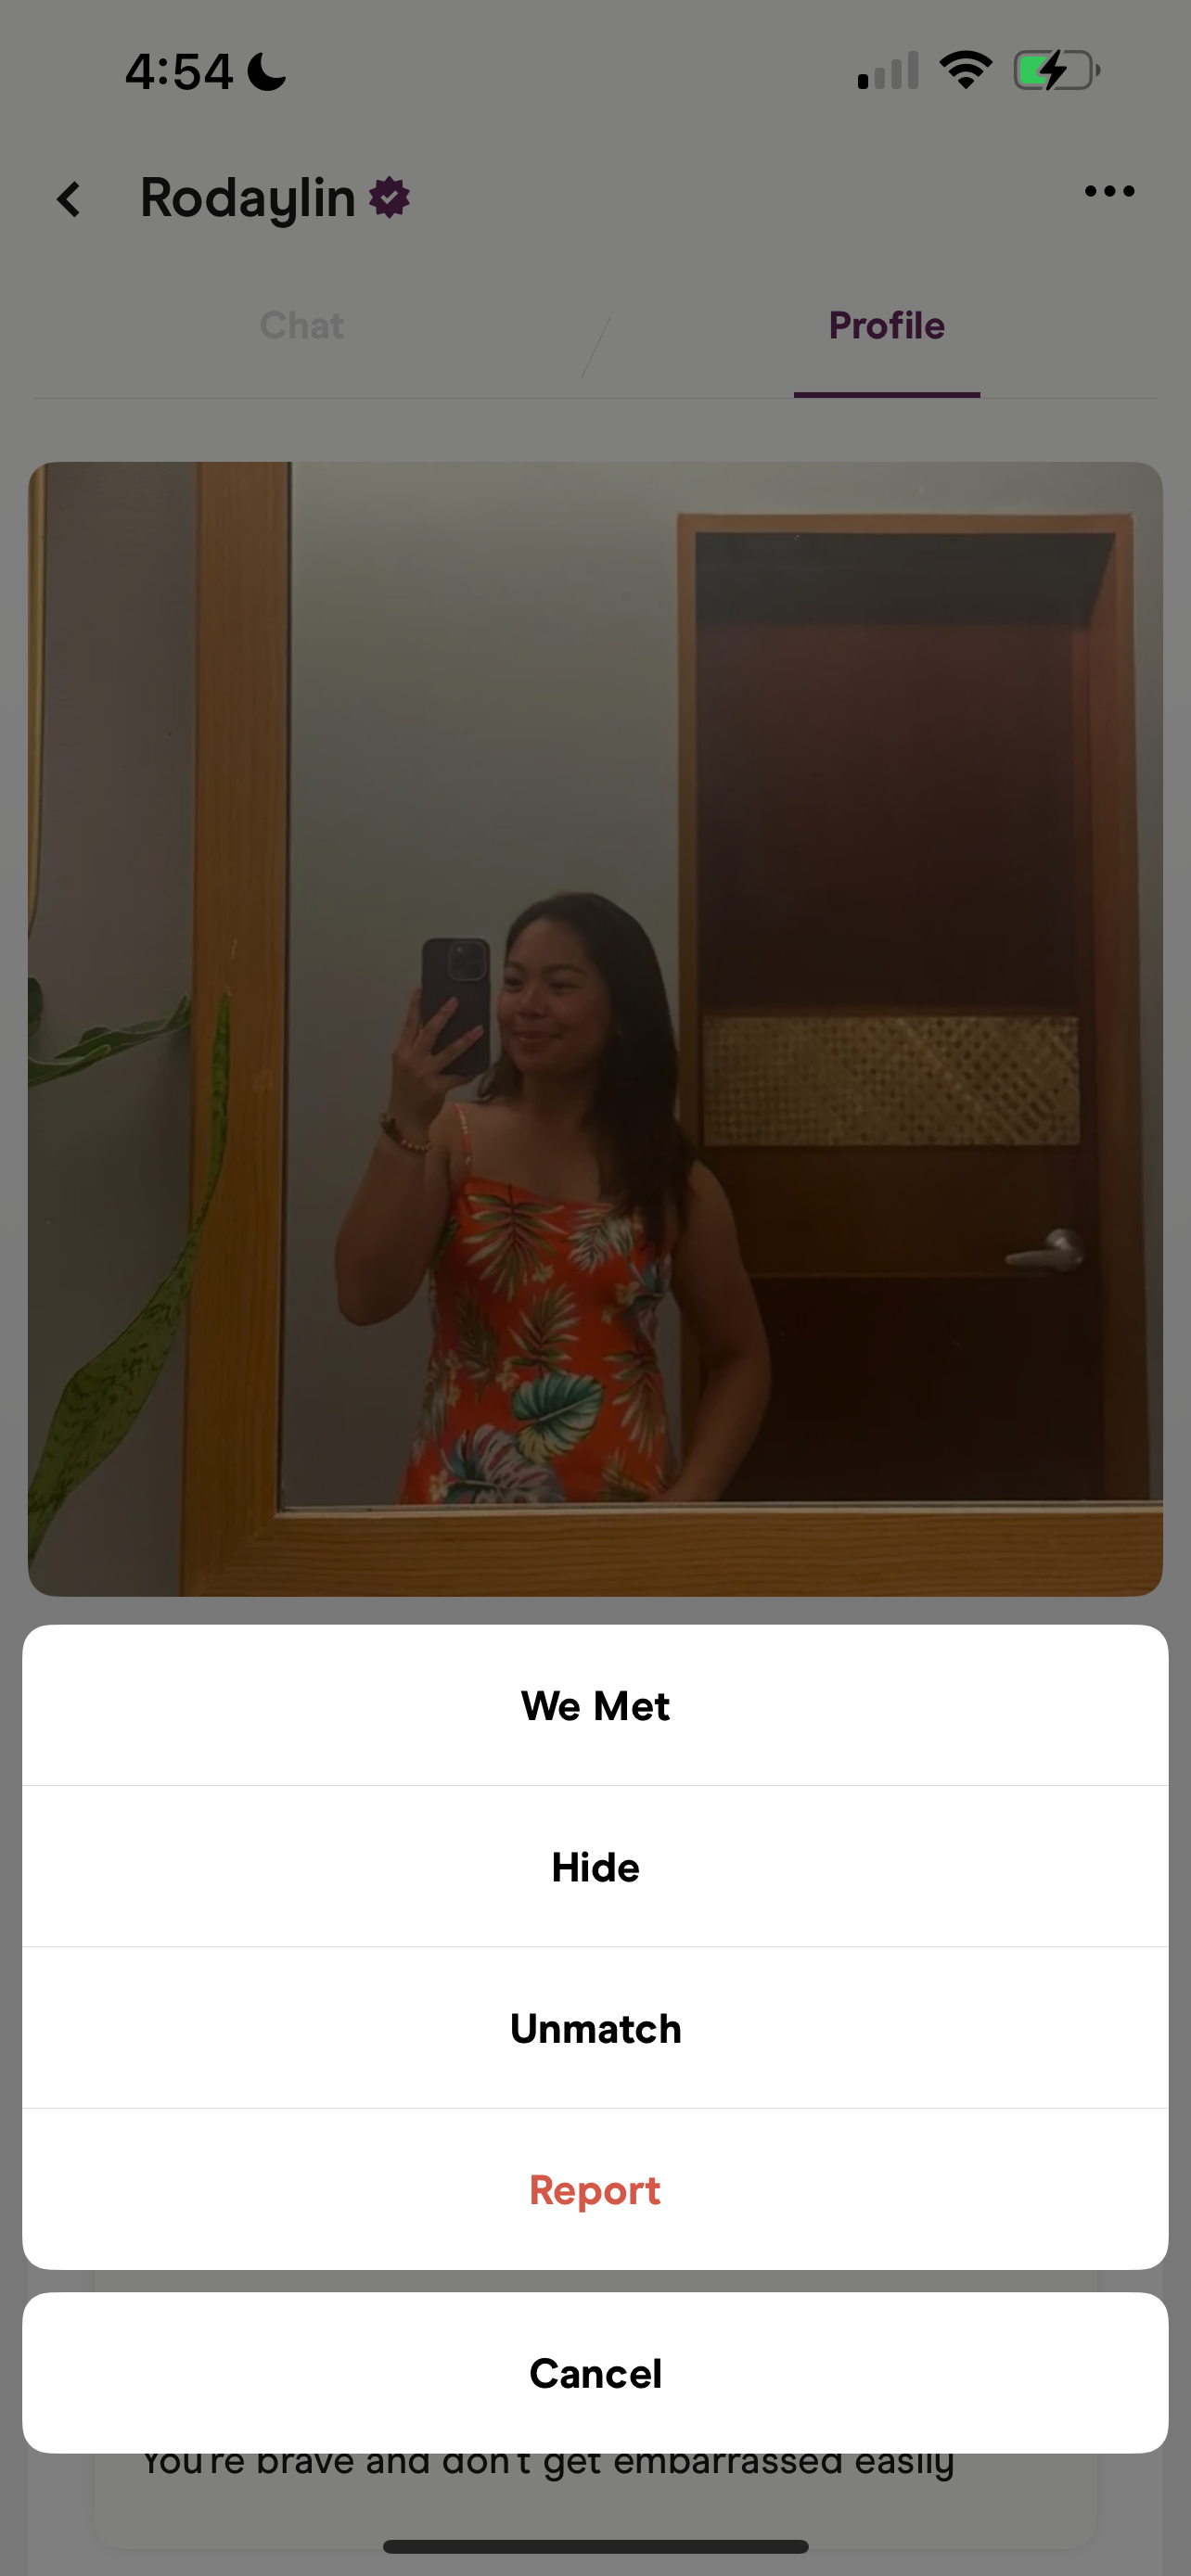 4:54
Rodaylin
Chat
Profile
We Met
Hide
Unmatch
Report
Cancel
You're brave and don't get embarrassed easily